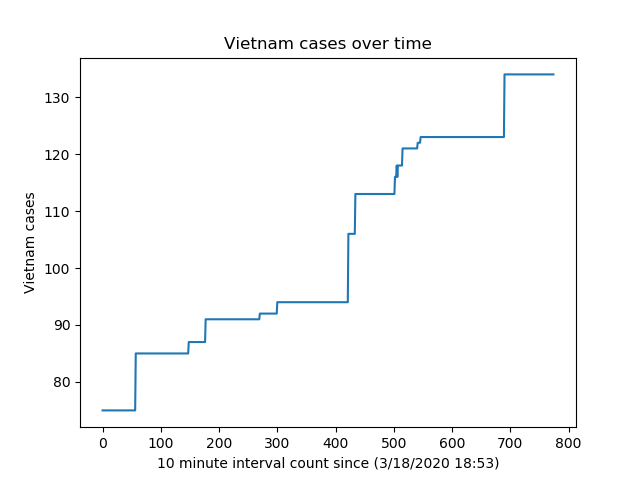 Vietnam cases over time
130
120
110
100
90
80
Vietnam cases
0 100 200 300 400 500 600 700 800
10 minute interval count since (3/18/2020 18:53)